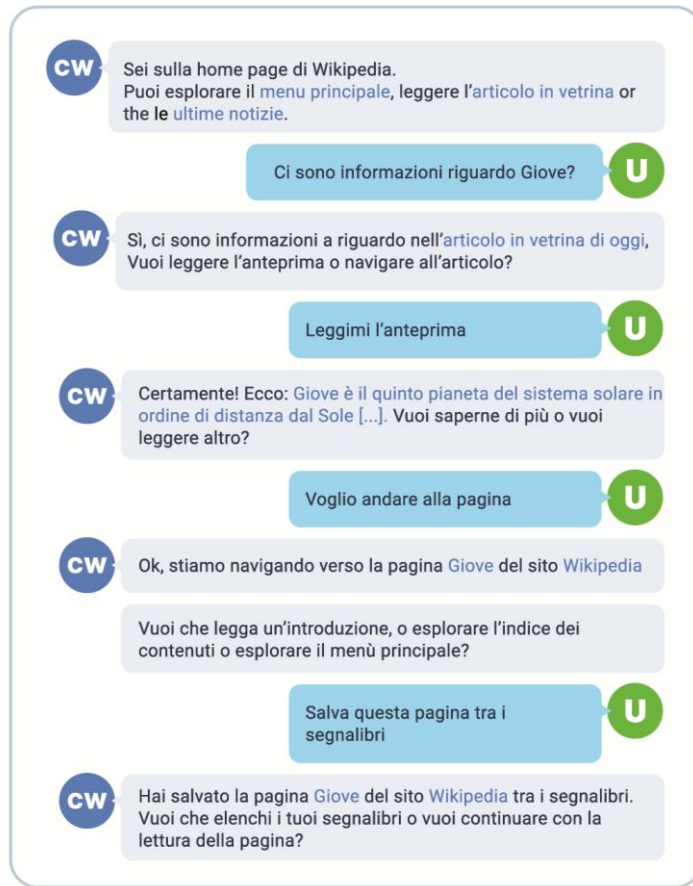 CW
Sei sulla home page di Wikipedia.
Puoi esplorare il menu principale, leggere l'articolo in vetrina or
the le ultime notizie.
Ci sono informazioni riguardo Giove?
U
CW
Sì, ci sono informazioni a riguardo nell'articolo in vetrina di oggi,
Vuoi leggere l'anteprima o navigare all'articolo?
Leggimi l'anteprima
U
CW
Certamente! Ecco: Giove è il quinto pianeta del sistema solare in
ordine di distanza dal Sole [...]. Vuoi saperne di più o vuoi
leggere altro?
Voglio andare alla pagina
U
CW
Ok, stiamo navigando verso la pagina Giove del sito Wikipedia
Vuoi che legga un'introduzione, o esplorare l'indice dei
contenuti o esplorare il menù principale?
Salva questa pagina tra i
segnalibri
U
CW
Hai salvato la pagina Giove del sito Wikipedia tra i segnalibri.
Vuoi che elenchi i tuoi segnalibri o vuoi continuare con la
lettura della pagina?